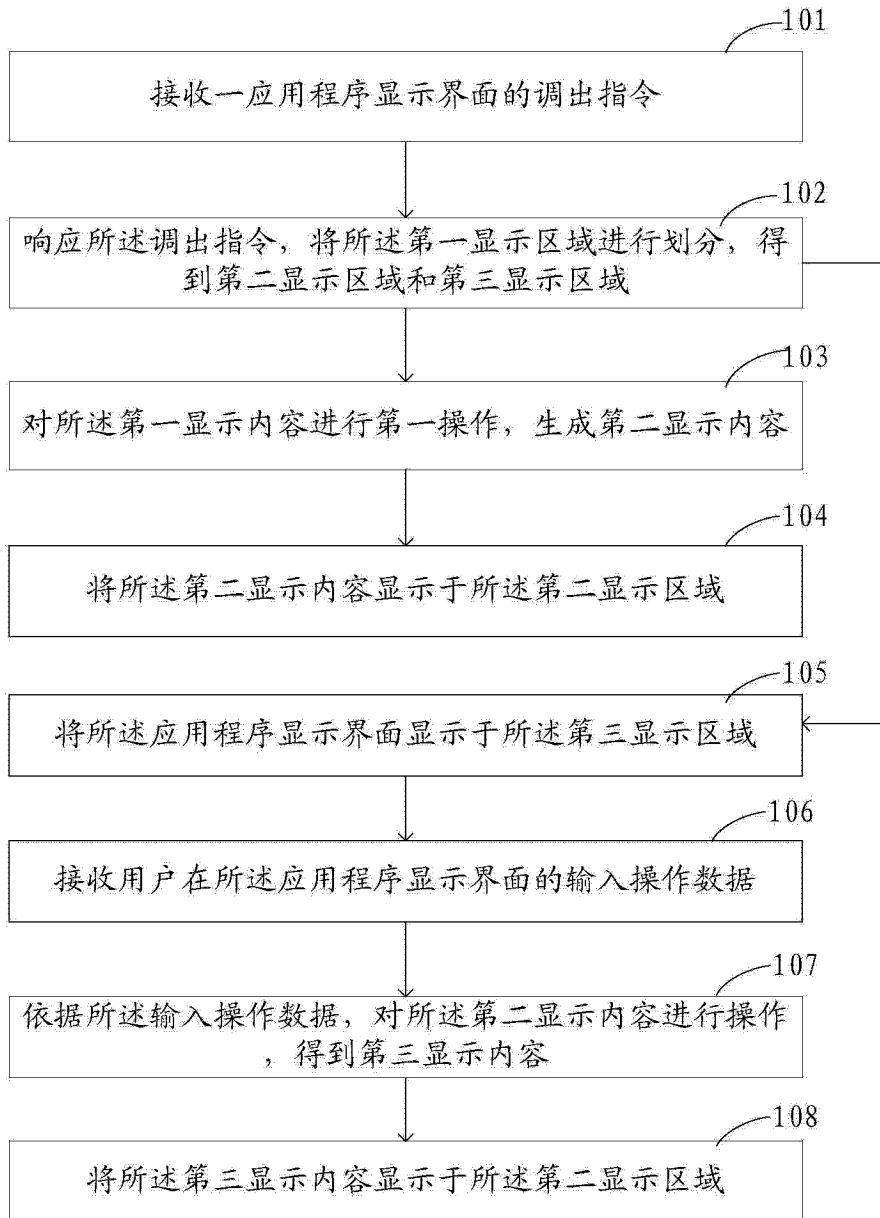 101
接收一应用程序显示界面的调出指令
102
响应所述调出指令，将所述第一显示区域进行划分，得
到第二显示区域和第三显示区域
103
对所述第一显示内容进行第一操作，生成第二显示内容
104
将所述第二显示内容显示于所述第二显示区域
105
将所述应用程序显示界面显示于所述第三显示区域
106
接收用户在所述应用程序显示界面的输入操作数据
107
依据所述输入操作数据，对所述第二显示内容进行操作
，得到第三显示内容
108
将所述第三显示内容显示于所述第二显示区域